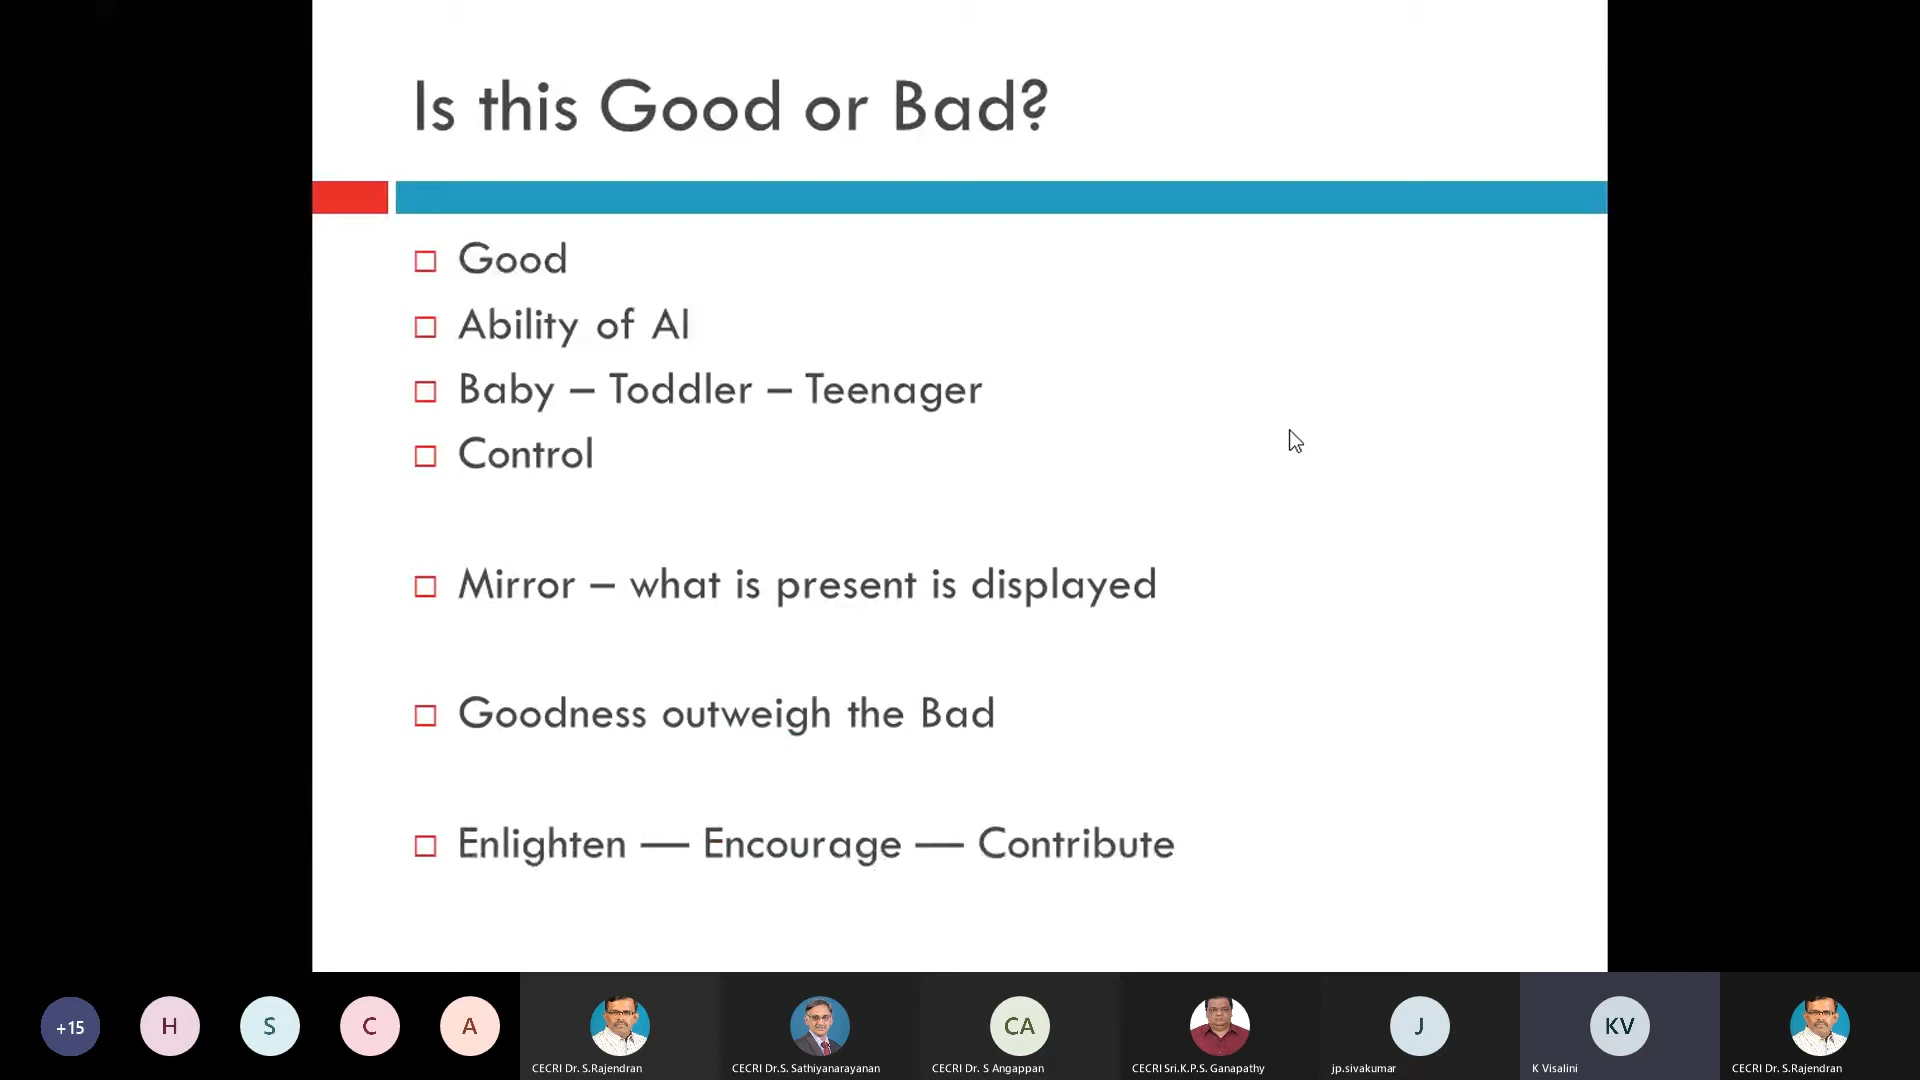 Is this Good or Bad?
Good
Ability of AI
Baby – Toddler – Teenager
Control
Mirror – what is present is displayed
Goodness outweigh the Bad
Enlighten — Encourage — Contribute
+15
H
S
C
A
CECRI Dr. S.Rajendran
CECRI Dr.S. Sathiyanarayanan
CA
CECRI Dr. S Angappan
CECRI Sri.K.P.S. Ganapathy
J
jp.sivakumar
KV
K Visalini
CECRI Dr. S.Rajendran